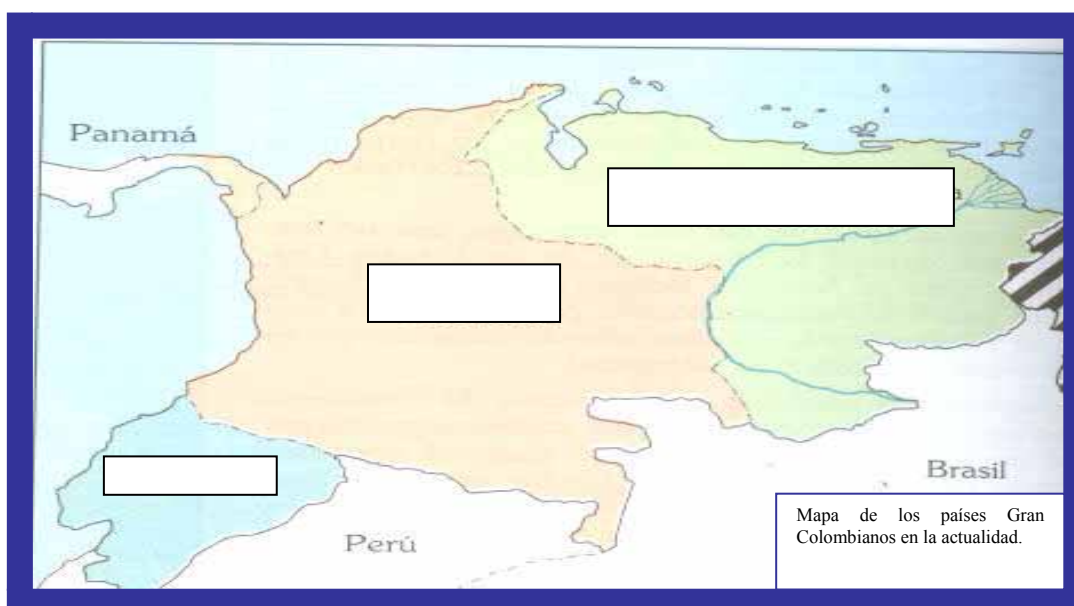 Panamá
Brasil
Perú
Mapa de los países Gran
Colombianos en la actualidad.